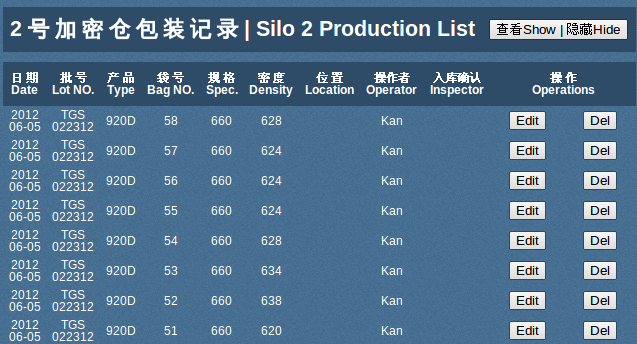 2 号 加 密 仓 包 装 记 录 | Silo 2 Production List 查看Show | 隐藏Hide
日 期 批 号 产 品 袋 号 规 格 密 度 位 置 操作者 入库确认 操 作
Date Lot NO. Type Bag NO. Spec. Density Location Operator Inspector Operations
2012 06-05 TGS 022312 920D 58 660 628 Kan Edit Del
2012 06-05 TGS 022312 920D 57 660 624 Kan Edit Del
2012 06-05 TGS 022312 920D 56 660 624 Kan Edit Del
2012 06-05 TGS 022312 920D 55 660 624 Kan Edit Del
2012 06-05 TGS 022312 920D 54 660 628 Kan Edit Del
2012 06-05 TGS 022312 920D 53 660 634 Kan Edit Del
2012 06-05 TGS 022312 920D 52 660 638 Kan Edit Del
2012 06-05 TGS 022312 920D 51 660 620 Kan Edit Del